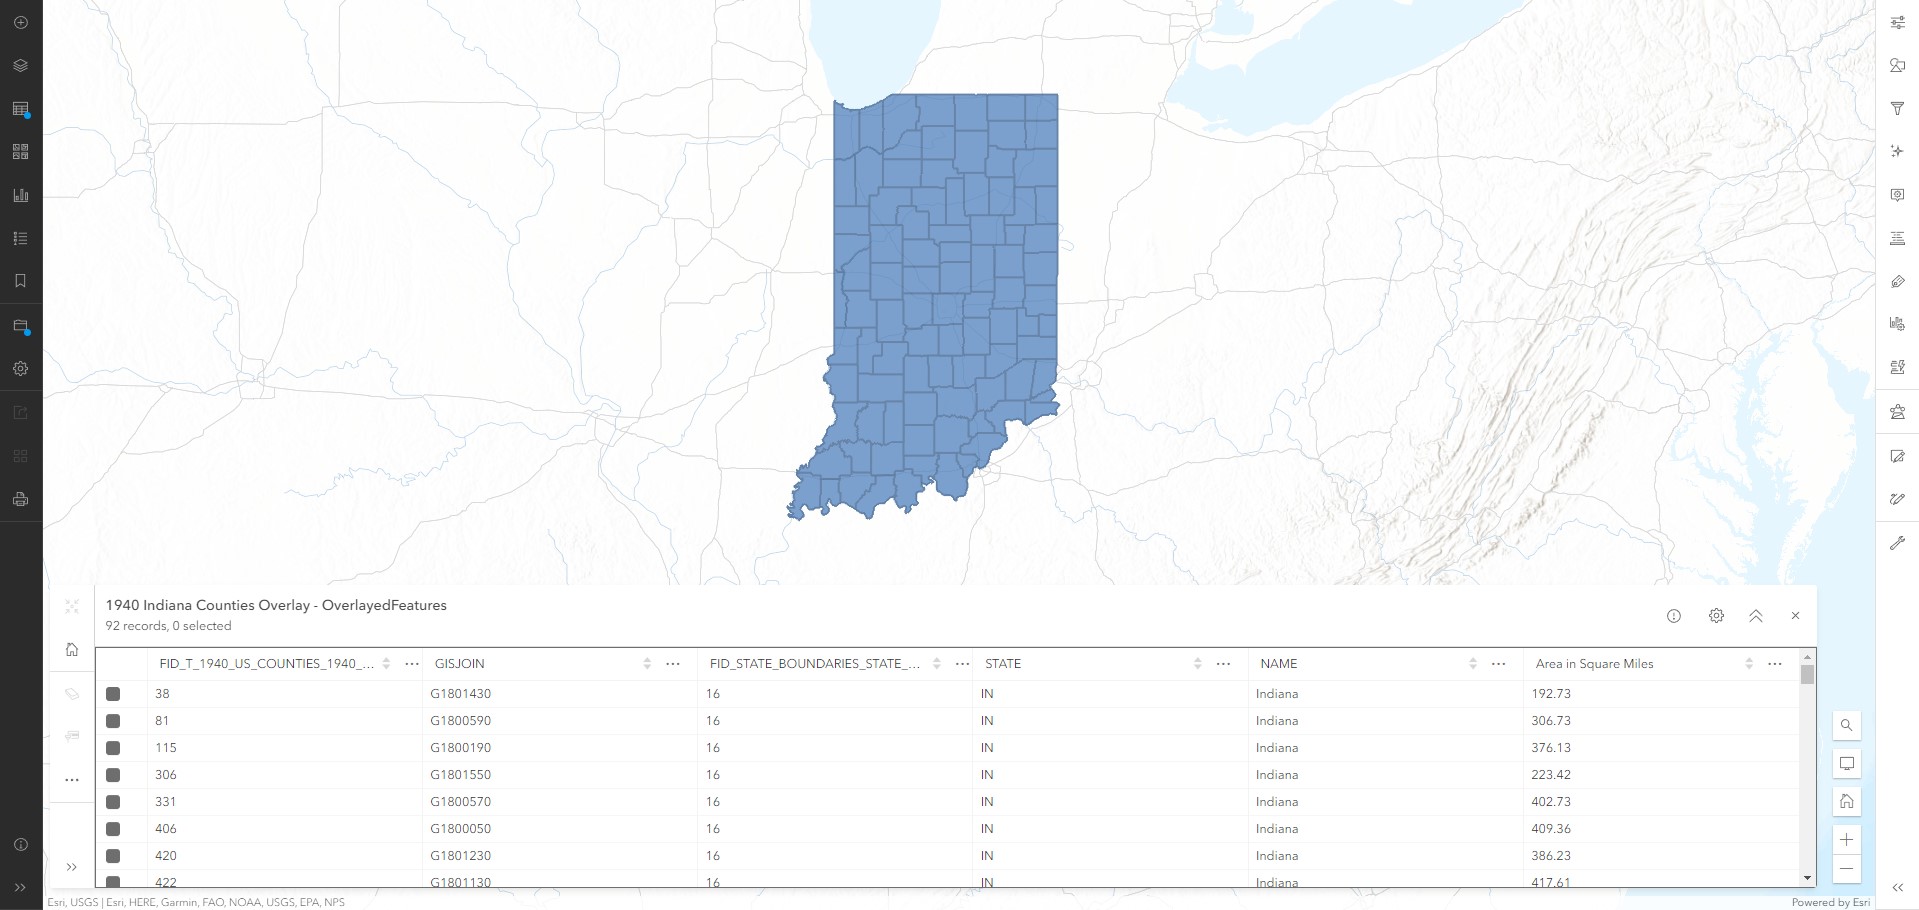 1940 Indiana Counties Overlay - OverlayedFeatures
92 records, 0 selected
FID_T_1940_US_COUNTIES_1940_... GISJOIN FID_STATE_BOUNDARIES_STATE_... STATE NAME Area in Square Miles
38 G1801430 16 IN Indiana 192.73
81 G1800590 16 IN Indiana 306.73
115 G1800190 16 IN Indiana 376.13
306 G1801550 16 IN Indiana 223.42
331 G1800570 16 IN Indiana 402.73
406 G1800050 16 IN Indiana 409.36
420 G1801230 16 IN Indiana 386.23
422 G1801130 16 IN Indiana 417.61
Esri, USGS | Esri, HERE, Garmin, FAO, NOAA, USGS, EPA, NPS
Powered by Esri